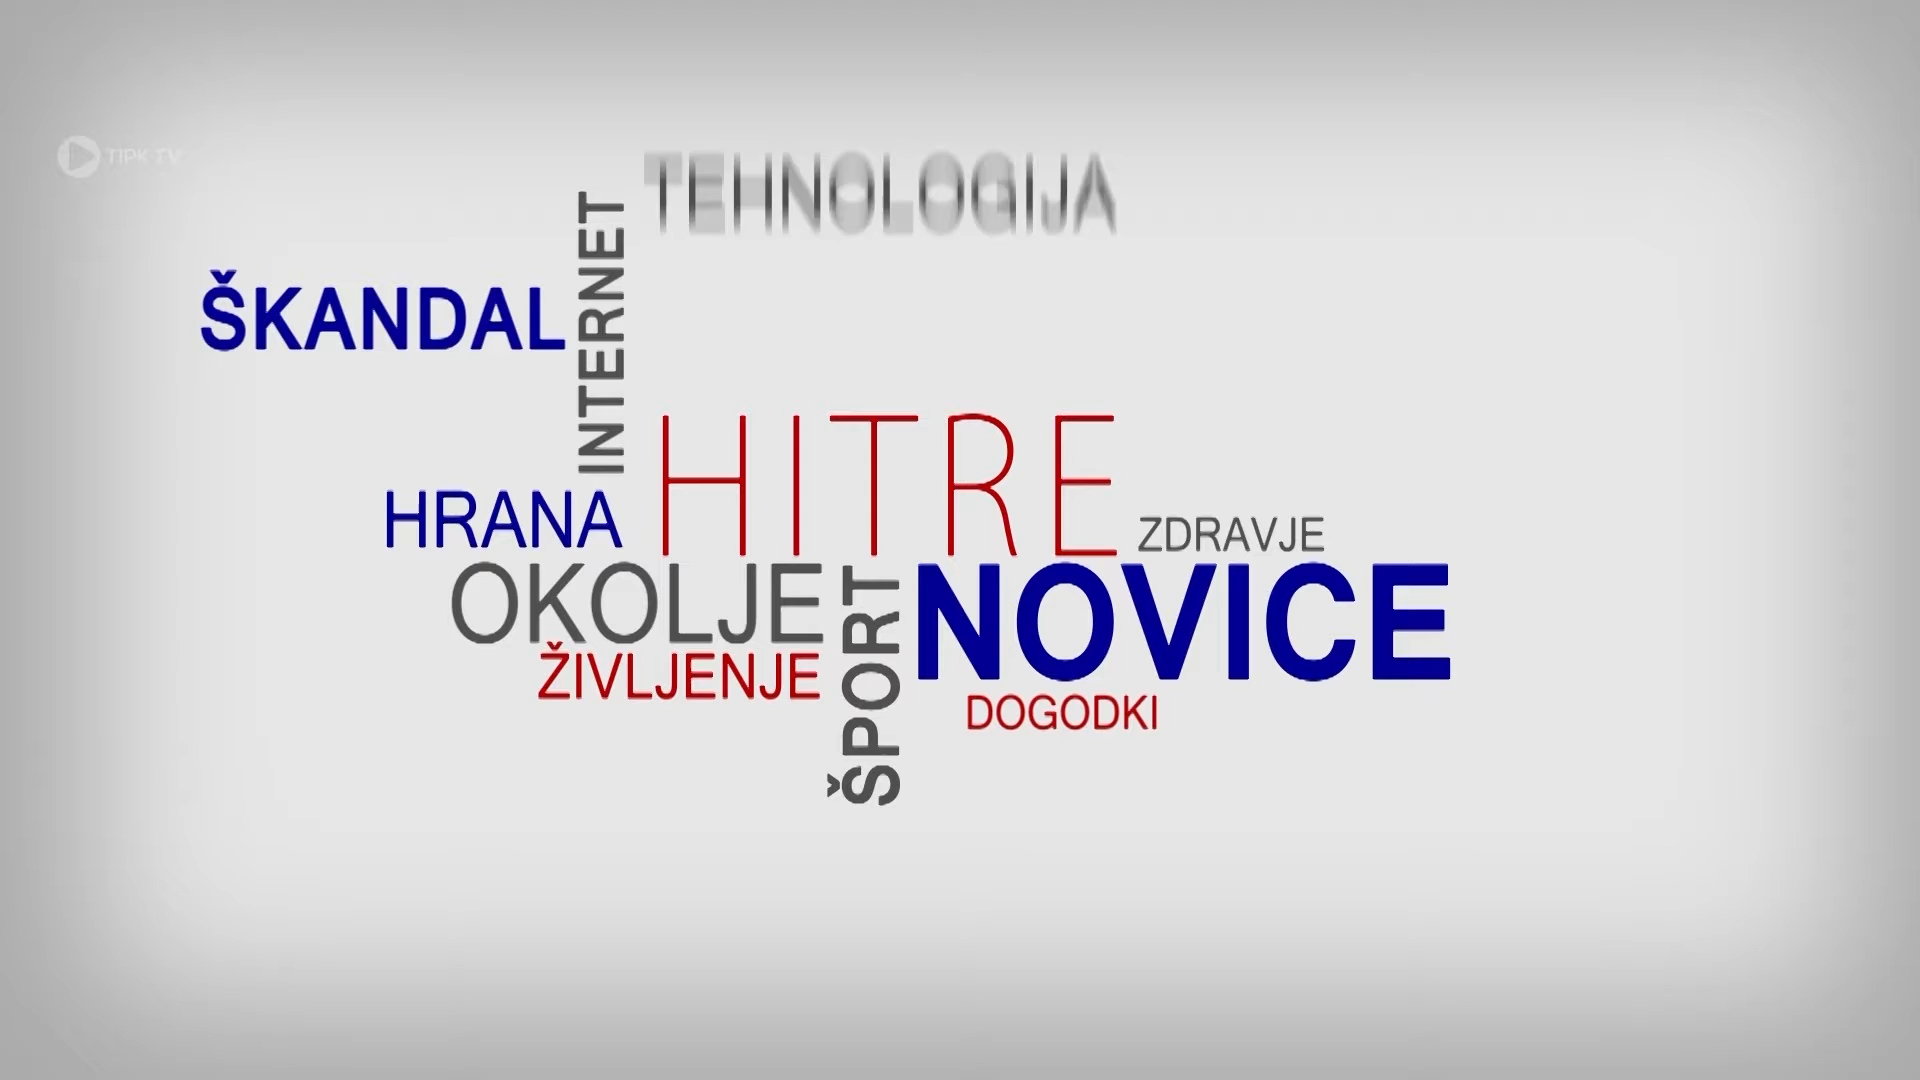 TIPK TV
TEHNOLOGIJA
INTERNET
ŠKANDAL
HITRE
HRANA
ZDRAVJE
OKOLJE
NOVICE
ŠPORT
ŽIVLJENJE
DOGODKI